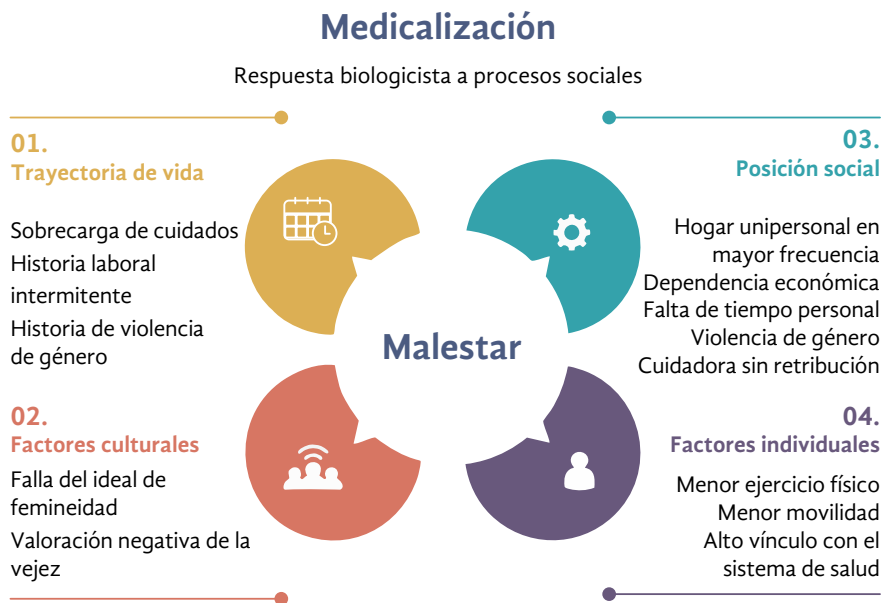 Medicalización
Respuesta biologicista a procesos sociales
01.
Trayectoria de vida
Sobrecarga de cuidados
Historia laboral
intermitente
Historia de violencia
de género
02.
Factores culturales
Falla del ideal de
femineidad
Valoración negativa de la
vejez
Malestar
03.
Posición social
Hogar unipersonal en
mayor frecuencia
Dependencia económica
Falta de tiempo personal
Violencia de género
Cuidadora sin retribución
04.
Factores individuales
Menor ejercicio físico
Menor movilidad
Alto vínculo con el
sistema de salud